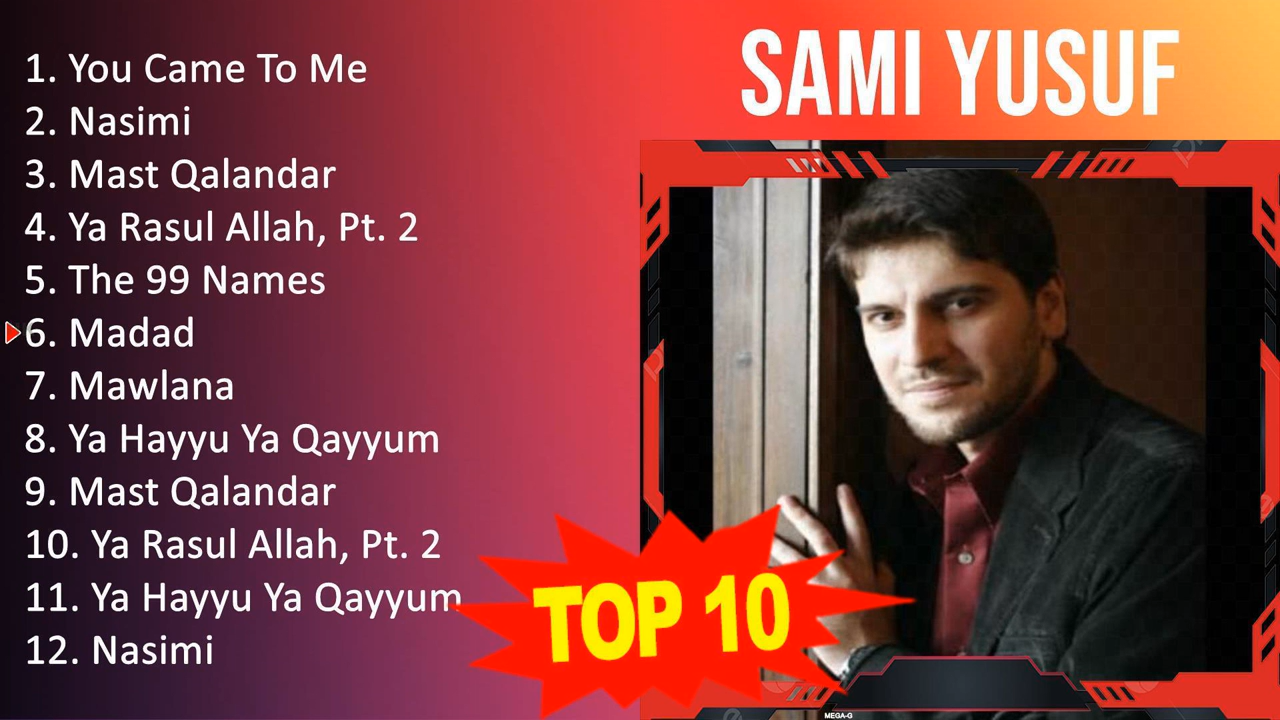 SAMI YUSUF
1. You Came To Me
2. Nasimi
3. Mast Qalandar
4. Ya Rasul Allah, Pt. 2
5. The 99 Names
6. Madad
7. Mawlana
8. Ya Hayyu Ya Qayyum
9. Mast Qalandar
10. Ya Rasul Allah, Pt. 2
11. Ya Hayyu Ya Qayyum
12. Nasimi
TOP 10
MEGA-G